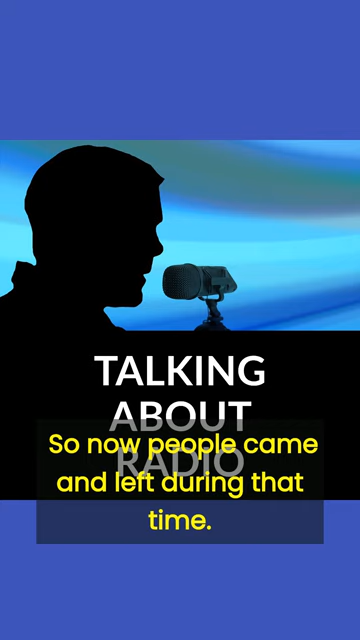 TALKING
ABOUT
RADIO
So now people came
and left during that
time.